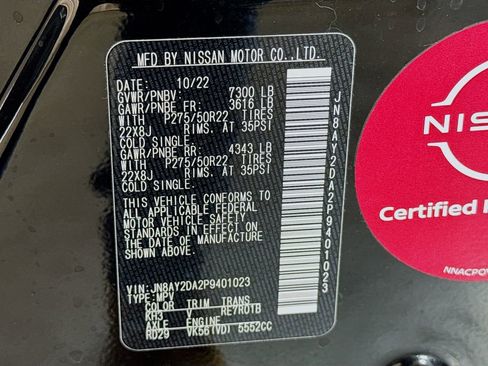 MFD BY NISSAN MOTOR CO.,LTD.
DATE: 10/22
GVWR/PNBV: 7300 LB
GAWR/PNBE FR: 3616 LB
WITH P275/50R22 TIRES
22X8J RIMS. AT 35PSI
COLD SINGLE.
GAWR/PNBE RR: 4343 LB
WITH P275/50R22 TIRES
22X8J RIMS. AT 35PSI
COLD SINGLE.
THIS VEHICLE CONFORMS TO
ALL APPLICABLE FEDERAL
MOTOR VEHICLE SAFETY
STANDARDS IN EFFECT ON
THE DATE OF MANUFACTURE
SHOWN ABOVE.
VIN:JN8AY2DA2P9401023
TYPE:MPV
COLOR TRIM TRANS
KH3 V RE7R01B
AXLE ENGINE
RD29 VK56(VD) 5552CC
JN8AY2DA2P9401023
NISS
Certified
NNACPOV